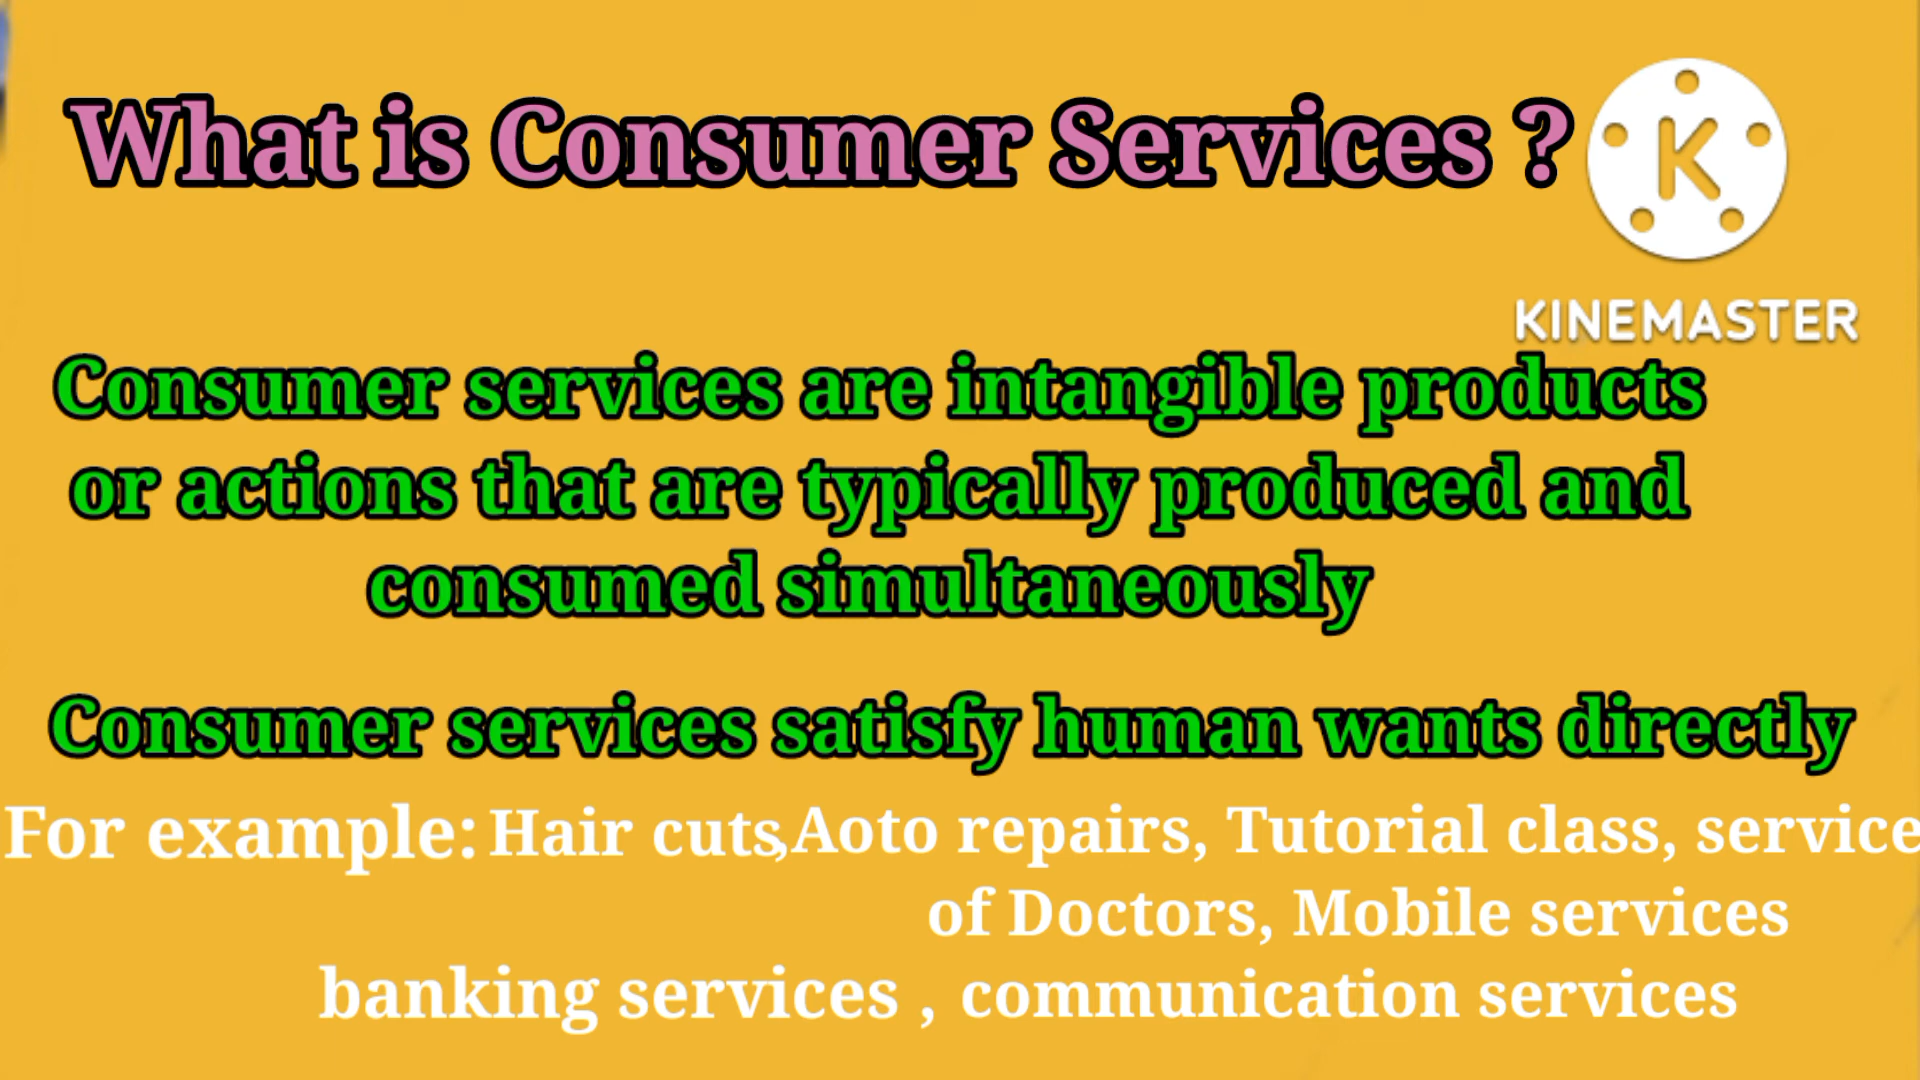 What is Consumer Services ?
K
KINEMASTER
Consumer services are intangible products
or actions that are typically produced and
consumed simultaneously
Consumer services satisfy human wants directly
For example: Hair cuts,Aoto repairs, Tutorial class, service
of Doctors, Mobile services
banking services , communication services